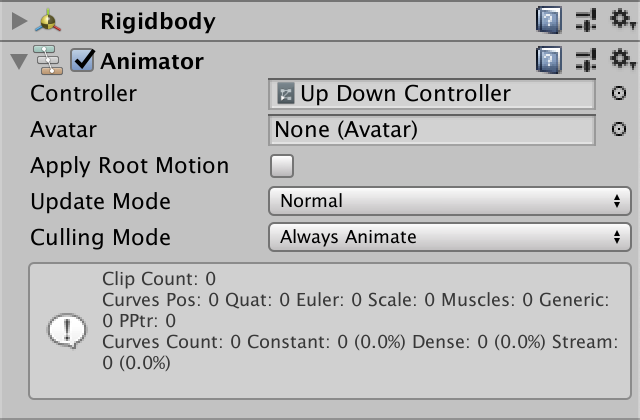 Rigidbody
Animator
Controller Up Down Controller
Avatar None (Avatar)
Apply Root Motion
Update Mode Normal
Culling Mode Always Animate
Clip Count: 0
Curves Pos: 0 Quat: 0 Euler: 0 Scale: 0 Muscles: 0 Generic:
0 PPtr: 0
Curves Count: 0 Constant: 0 (0.0%) Dense: 0 (0.0%) Stream:
0 (0.0%)